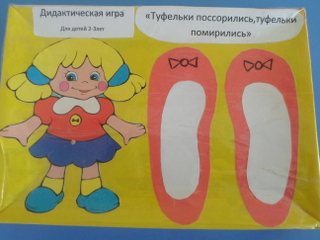 Дидактическая игра
Для детей 2-3лет
«Туфельки поссорились,туфельки
помирились»